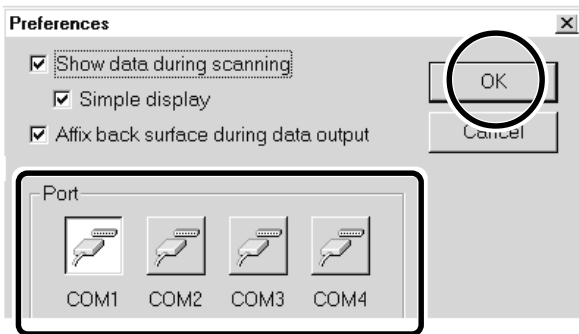 Preferences
Show data during scanning
OK
Simple display
Affix back surface during data output
Cancel
Port
COM1 COM2 COM3 COM4